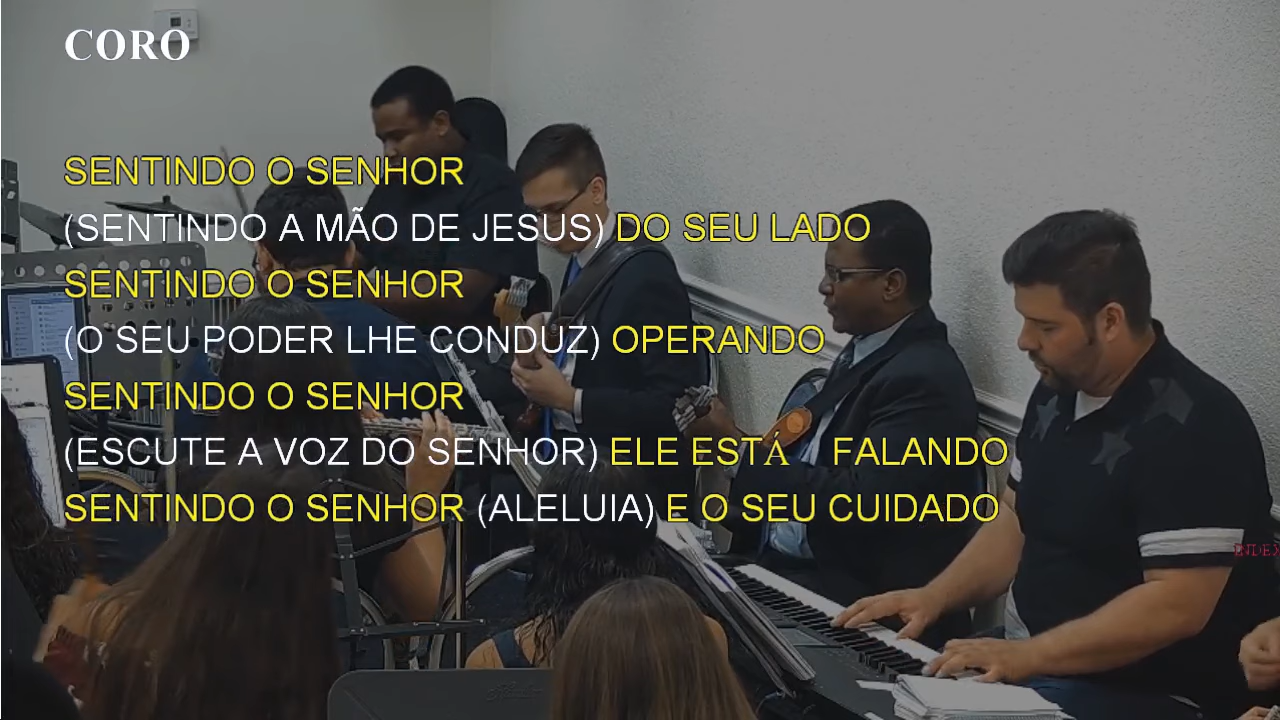 CORO
SENTINDO O SENHOR
(SENTINDO A MÃO DE JESUS) DO SEU LADO
SENTINDO O SENHOR
(O SEU PODER LHE CONDUZ) OPERANDO
SENTINDO O SENHOR
(ESCUTE A VOZ DO SENHOR) ELE ESTÁ FALANDO
SENTINDO O SENHOR (ALELUIA) E O SEU CUIDADO
INDEX